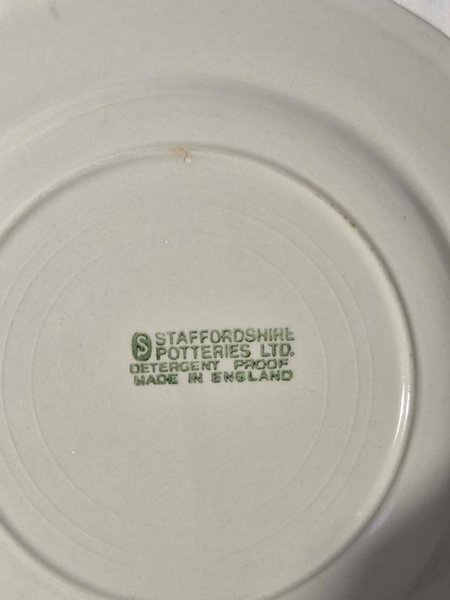 S STAFFORDSHIRE
POTTERIES LTD.
DETERGENT PROOF
MADE IN ENGLAND